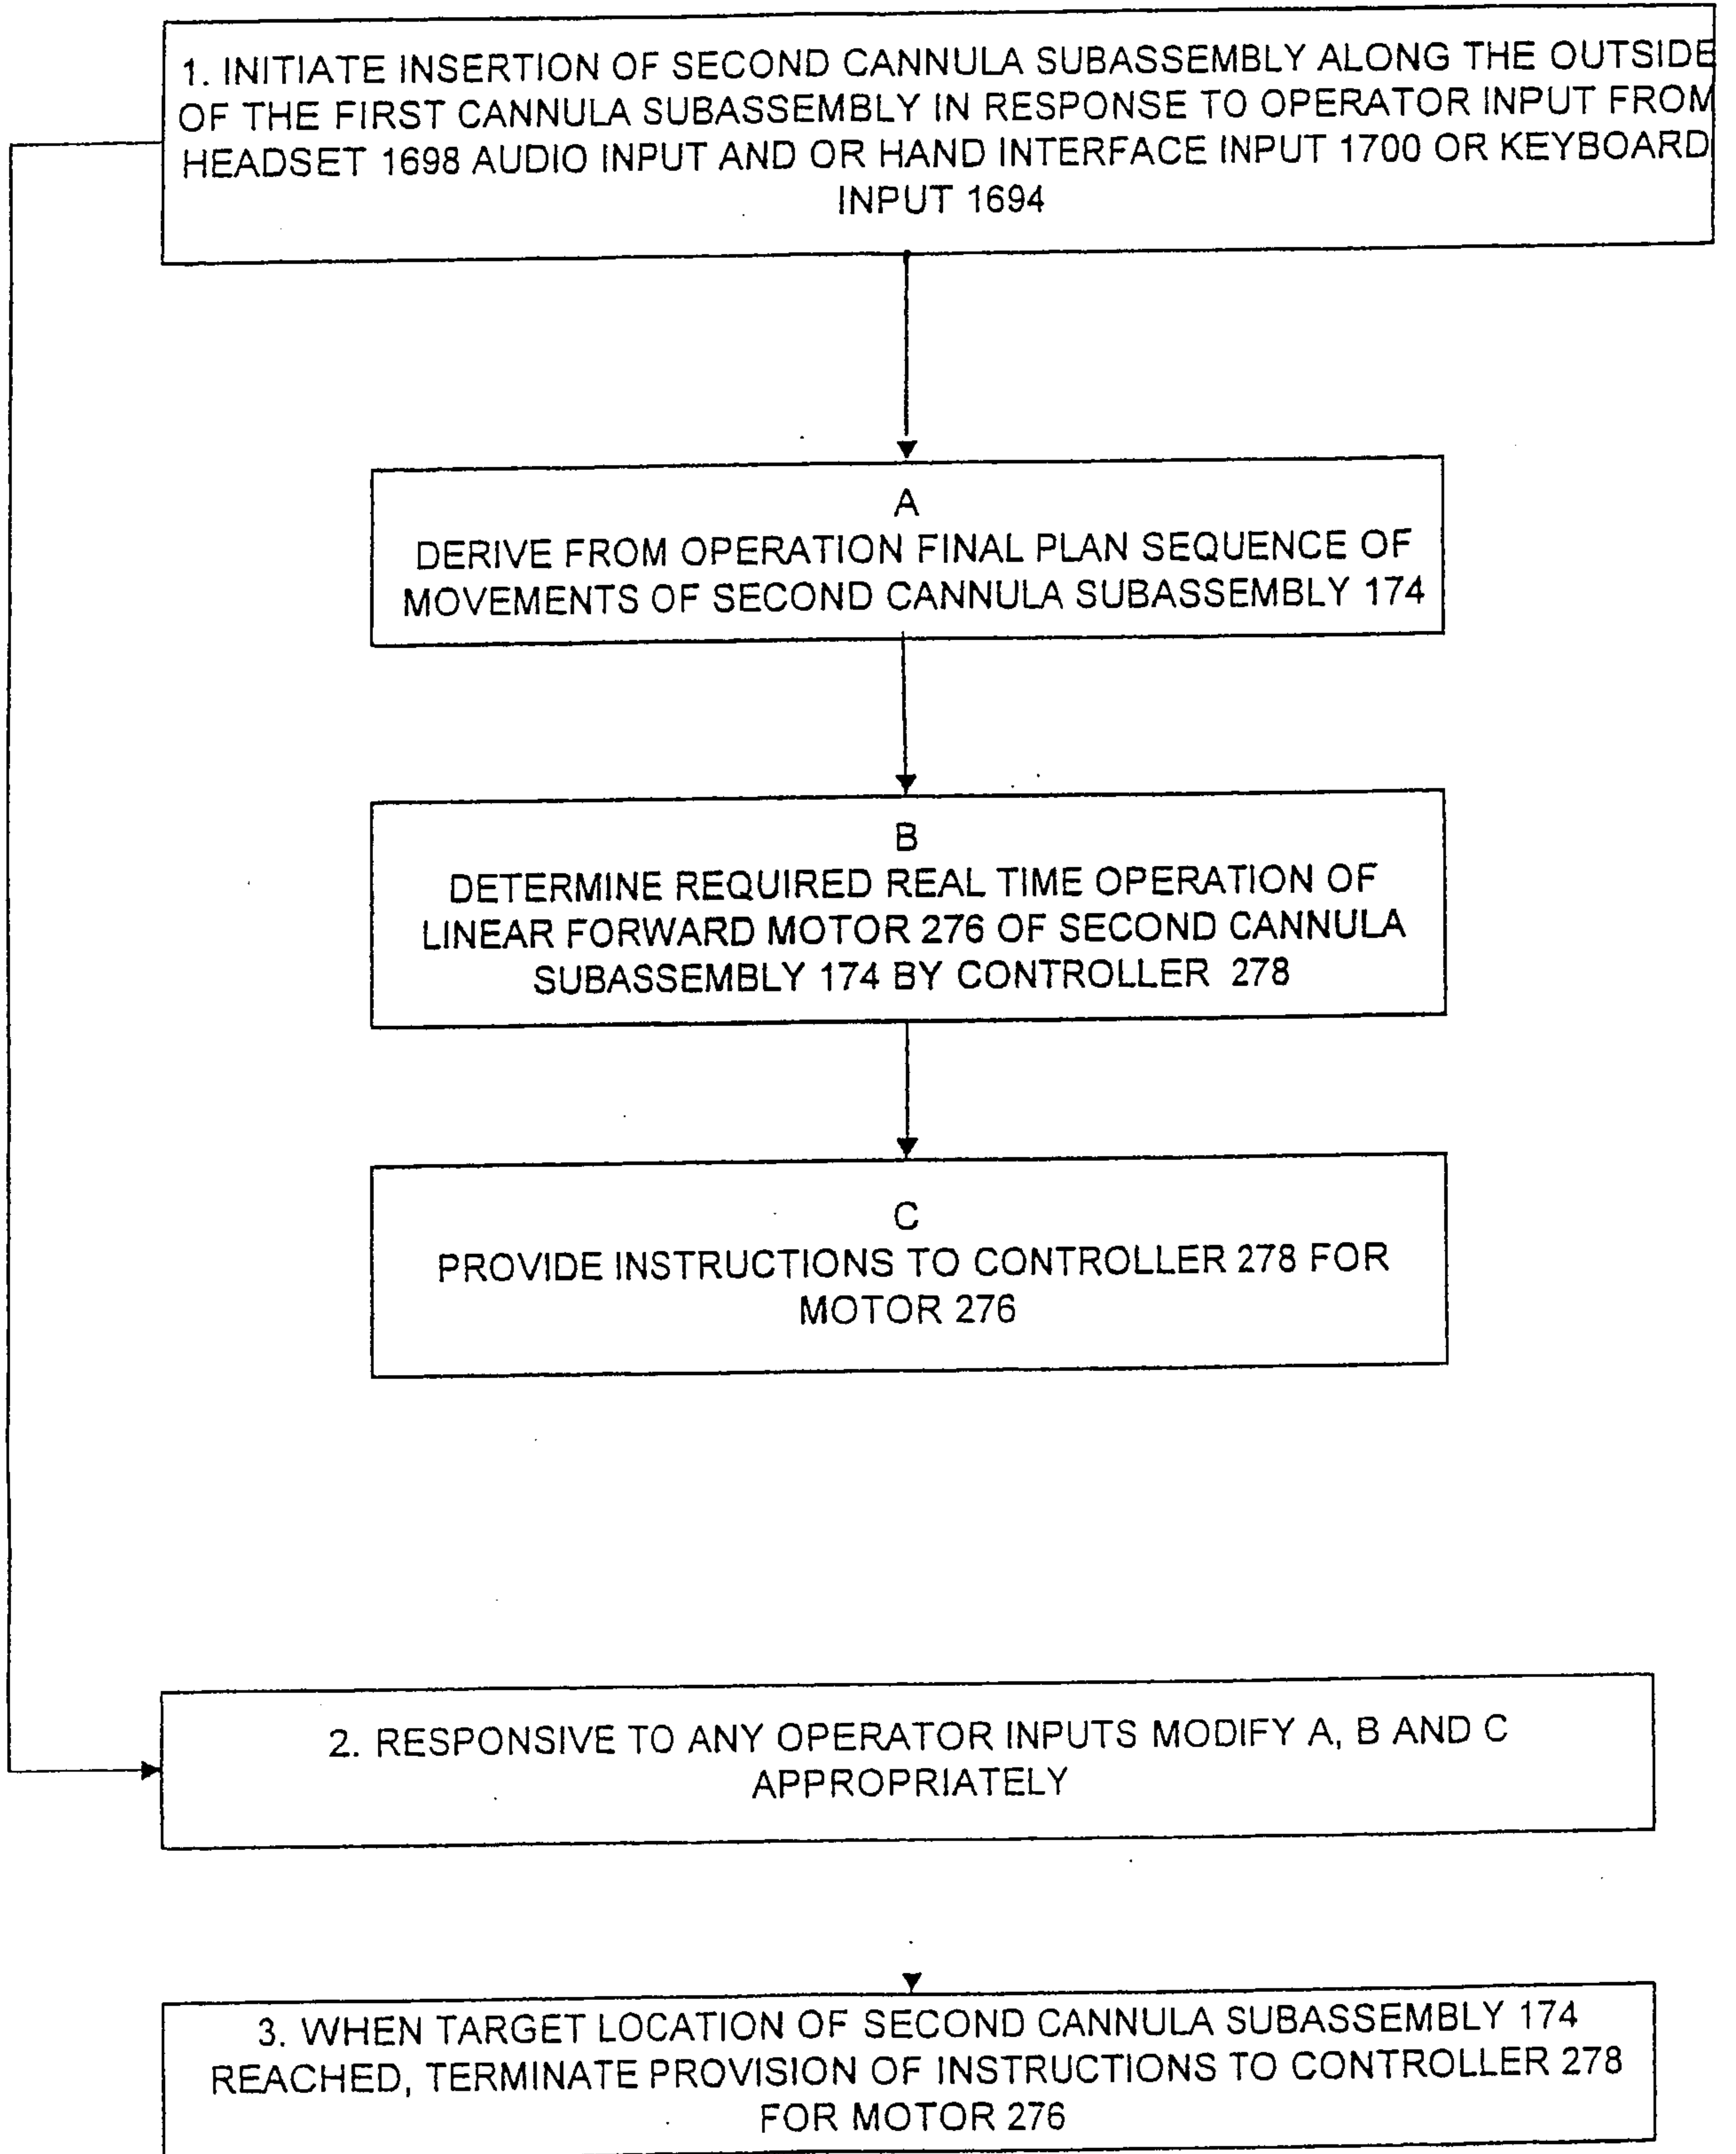 1. INITIATE INSERTION OF SECOND CANNULA SUBASSEMBLY ALONG THE OUTSIDE
OF THE FIRST CANNULA SUBASSEMBLY IN RESPONSE TO OPERATOR INPUT FROM
HEADSET 1698 AUDIO INPUT AND OR HAND INTERFACE INPUT 1700 OR KEYBOARD
INPUT 1694
A
DERIVE FROM OPERATION FINAL PLAN SEQUENCE OF
MOVEMENTS OF SECOND CANNULA SUBASSEMBLY 174
B
DETERMINE REQUIRED REAL TIME OPERATION OF
LINEAR FORWARD MOTOR 276 OF SECOND CANNULA
SUBASSEMBLY 174 BY CONTROLLER 278
C
PROVIDE INSTRUCTIONS TO CONTROLLER 278 FOR
MOTOR 276
2. RESPONSIVE TO ANY OPERATOR INPUTS MODIFY A, B AND C
APPROPRIATELY
3. WHEN TARGET LOCATION OF SECOND CANNULA SUBASSEMBLY 174
REACHED, TERMINATE PROVISION OF INSTRUCTIONS TO CONTROLLER 278
FOR MOTOR 276